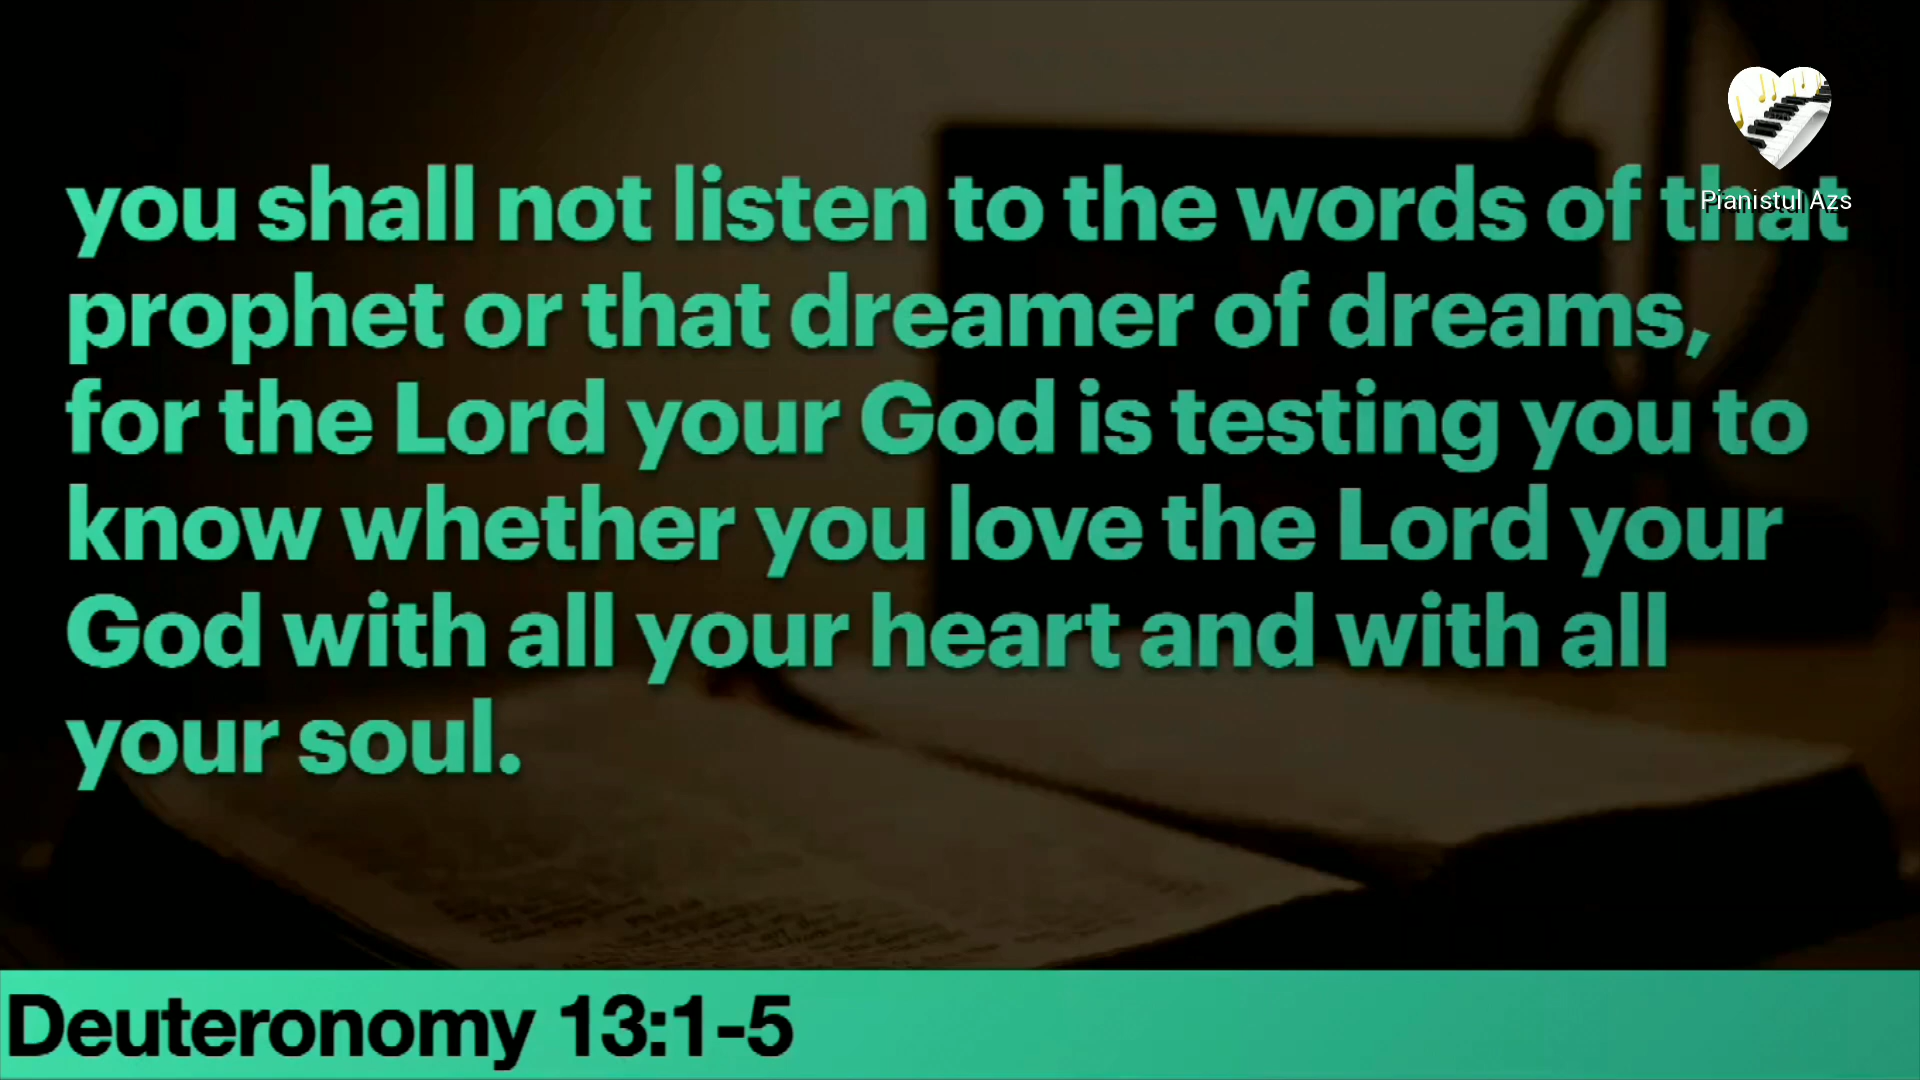 Pianistul Azs
you shall not listen to the words of that
prophet or that dreamer of dreams,
for the Lord your God is testing you to
know whether you love the Lord your
God with all your heart and with all
your soul.
Deuteronomy 13:1-5